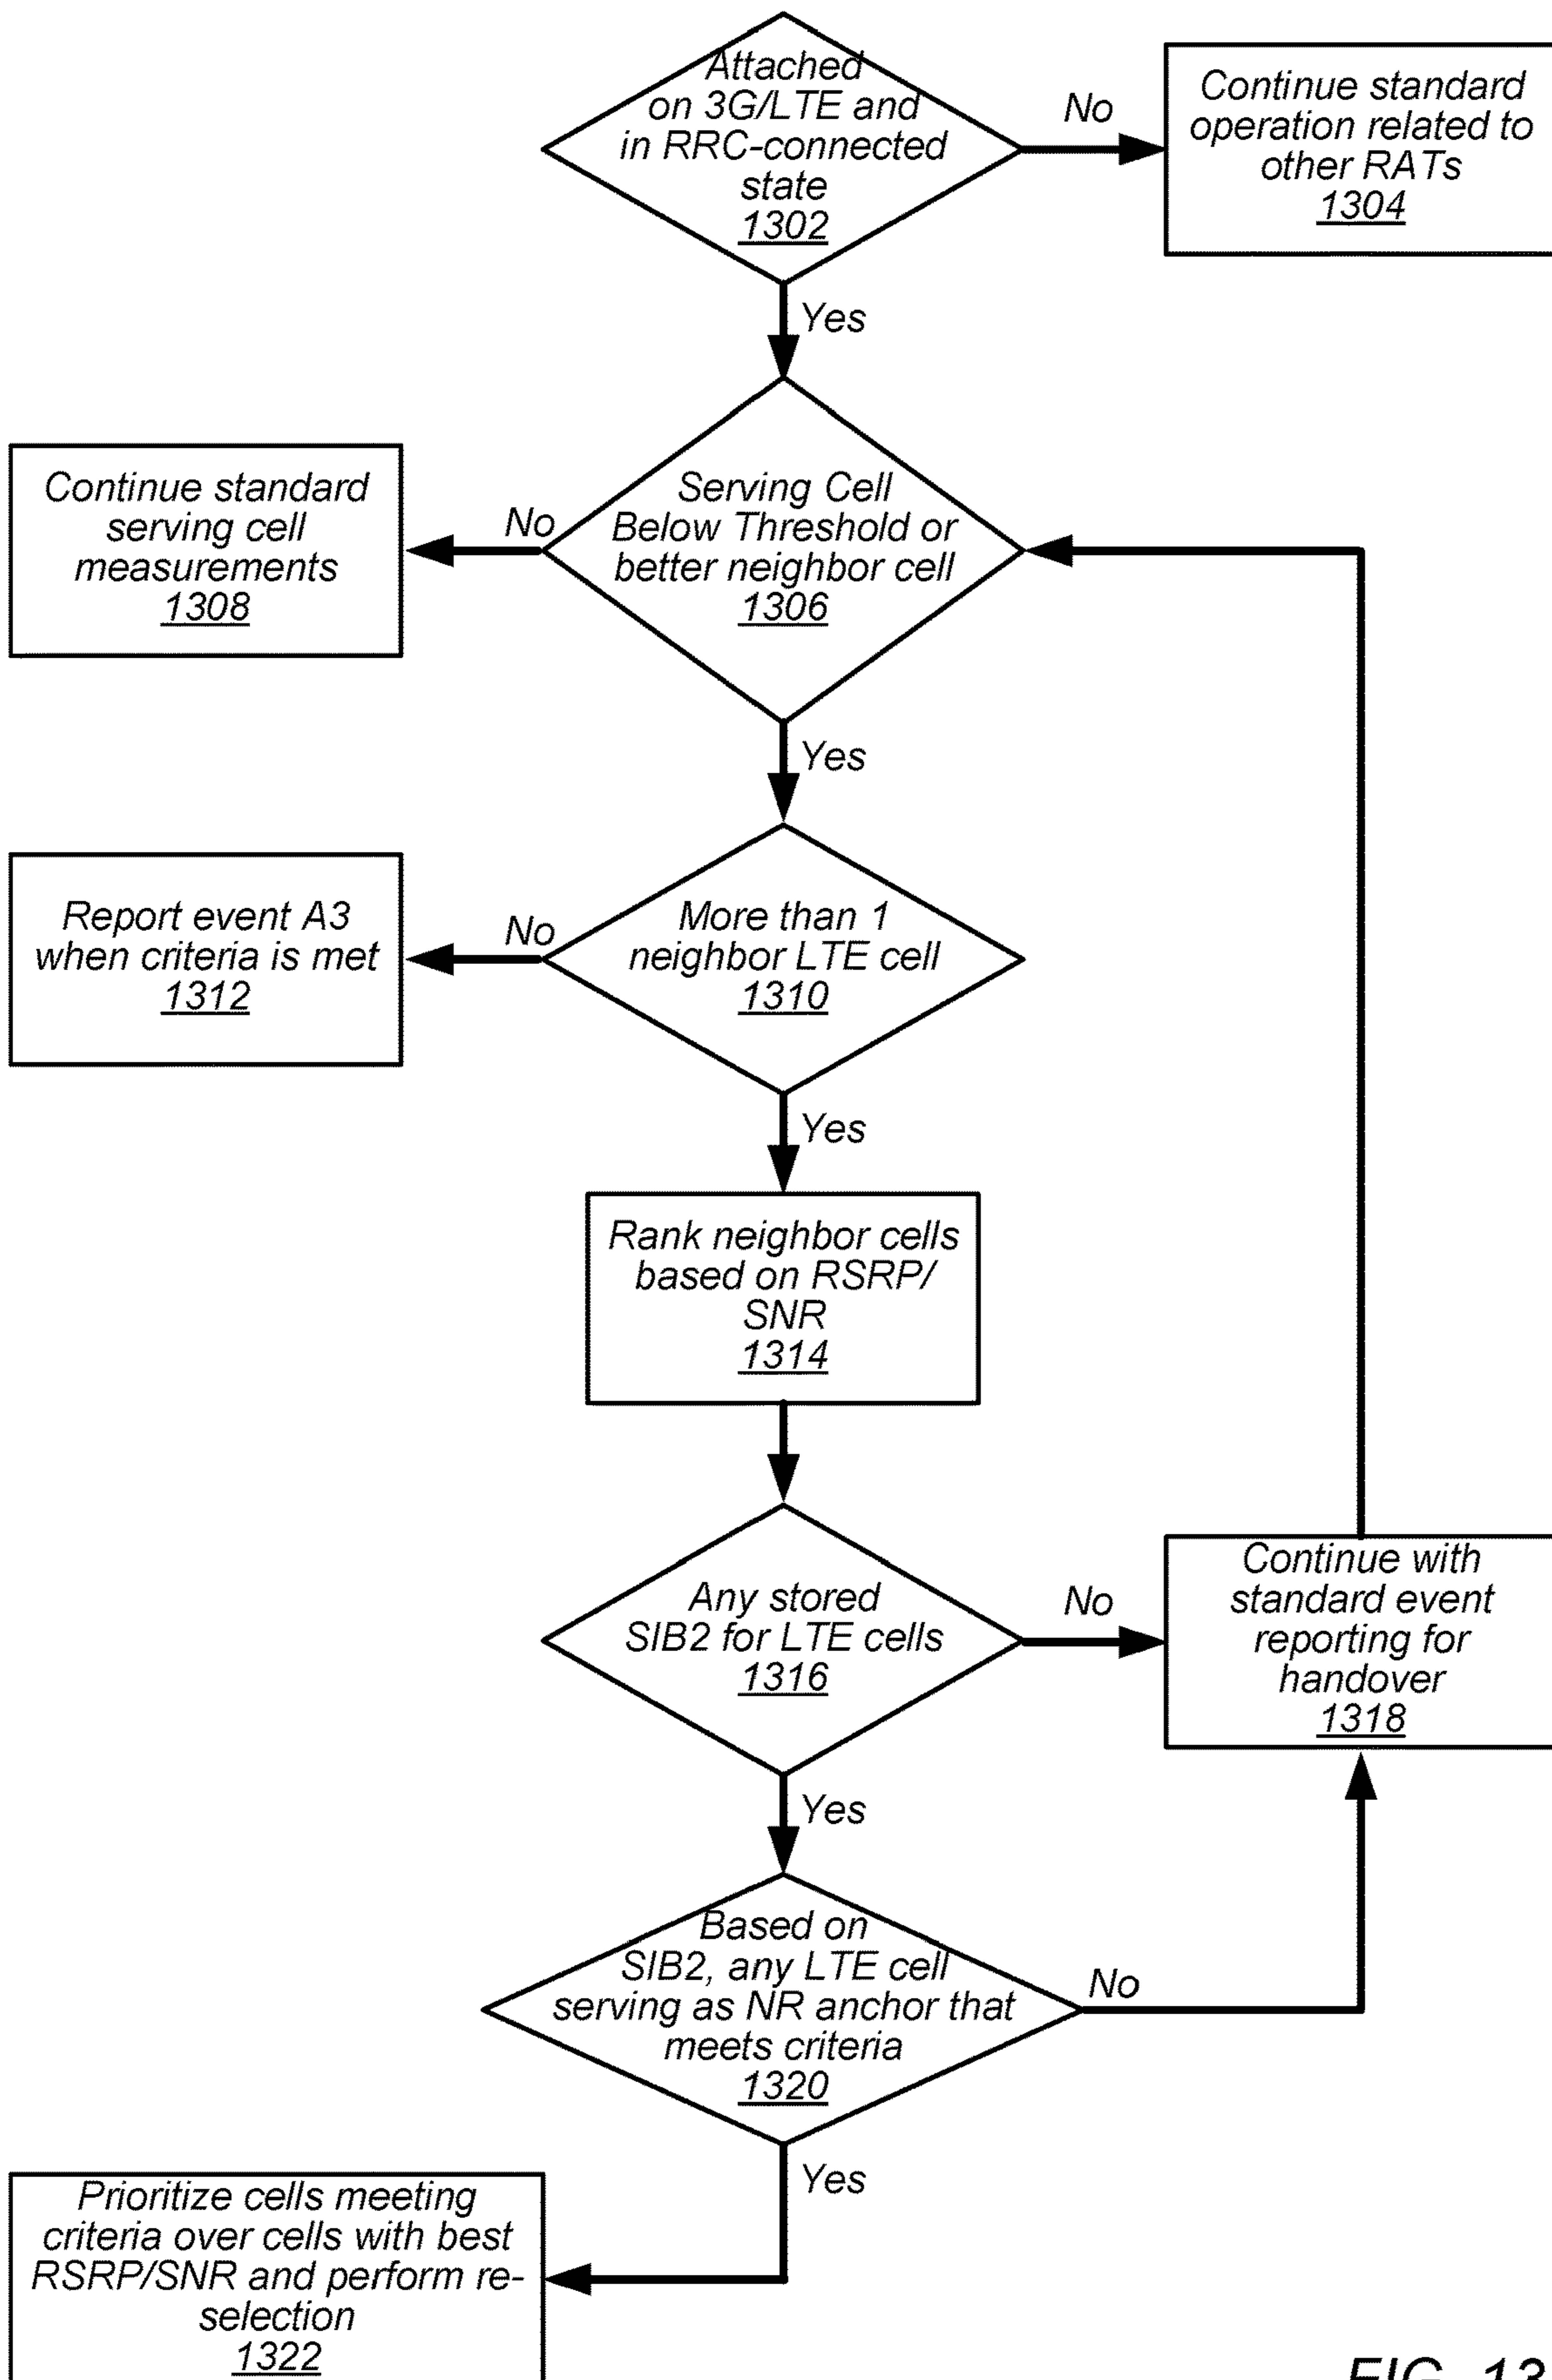 Attached
on 3G/LTE and
in RRC-connected
state
1302
No
Continue standard
operation related to
other RATs
1304
Yes
Continue standard
serving cell
measurements
1308
No
Serving Cell
Below Threshold or
better neighbor cell
1306
Yes
Report event A3
when criteria is met
1312
No
More than 1
neighbor LTE cell
1310
Yes
Rank neighbor cells
based on RSRP/
SNR
1314
Any stored
SIB2 for LTE cells
1316
No
Continue with
standard event
reporting for
handover
1318
Yes
Based on
SIB2, any LTE cell
serving as NR anchor that
meets criteria
1320
No
Yes
Prioritize cells meeting
criteria over cells with best
RSRP/SNR and perform re-
selection
1322
FIG. 13